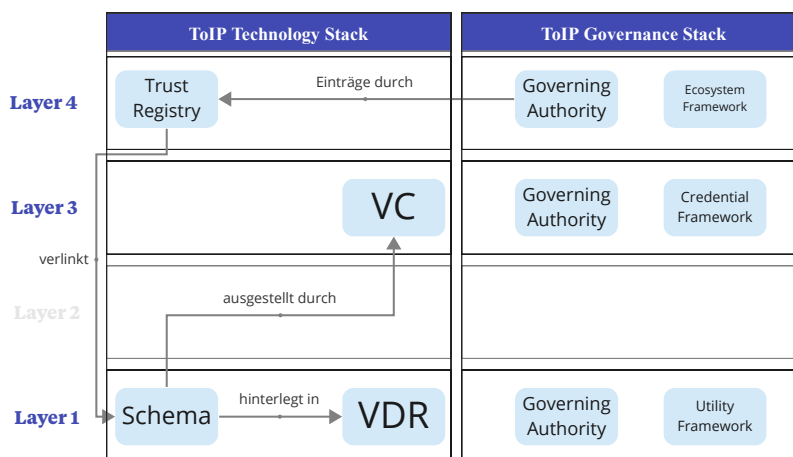 ToIP Technology Stack
ToIP Governance Stack
Layer 4
Trust
Registry
Einträge durch
Governing
Authority
Ecosystem
Framework
Layer 3
VC
Governing
Authority
Credential
Framework
verlinkt
Layer 2
ausgestellt durch
Layer 1
Schema
hinterlegt in
VDR
Governing
Authority
Utility
Framework